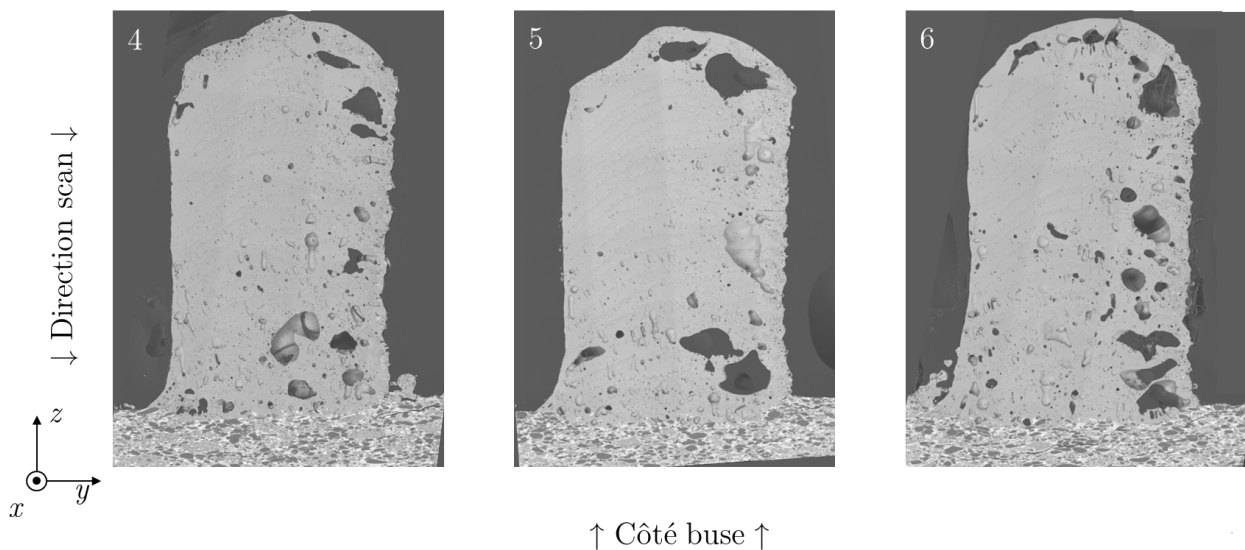 4
5
6
↓ Direction scan ↓
z
y
x
↑ Côté buse ↑